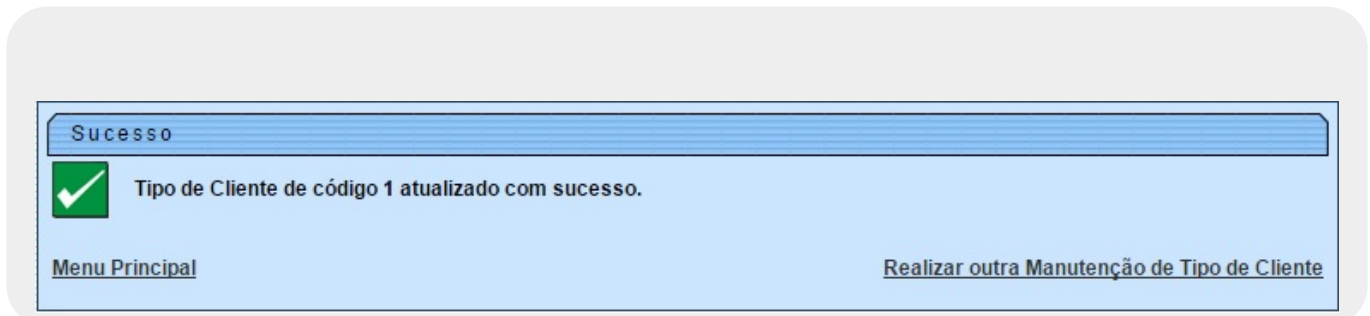 Sucesso
Tipo de Cliente de código 1 atualizado com sucesso.
Menu Principal Realizar outra Manutenção de Tipo de Cliente